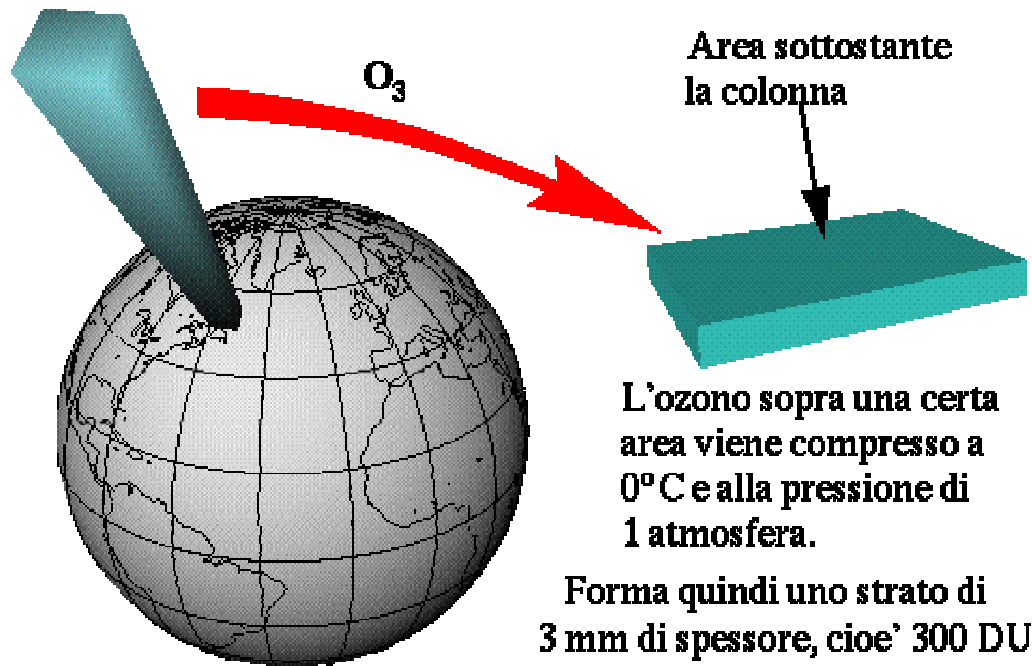 O₃
Area sottostante
la colonna
L'ozono sopra una certa
area viene compresso a
0°C e alla pressione di
1 atmosfera.
Forma quindi uno strato di
3 mm di spessore, cioe' 300 DU